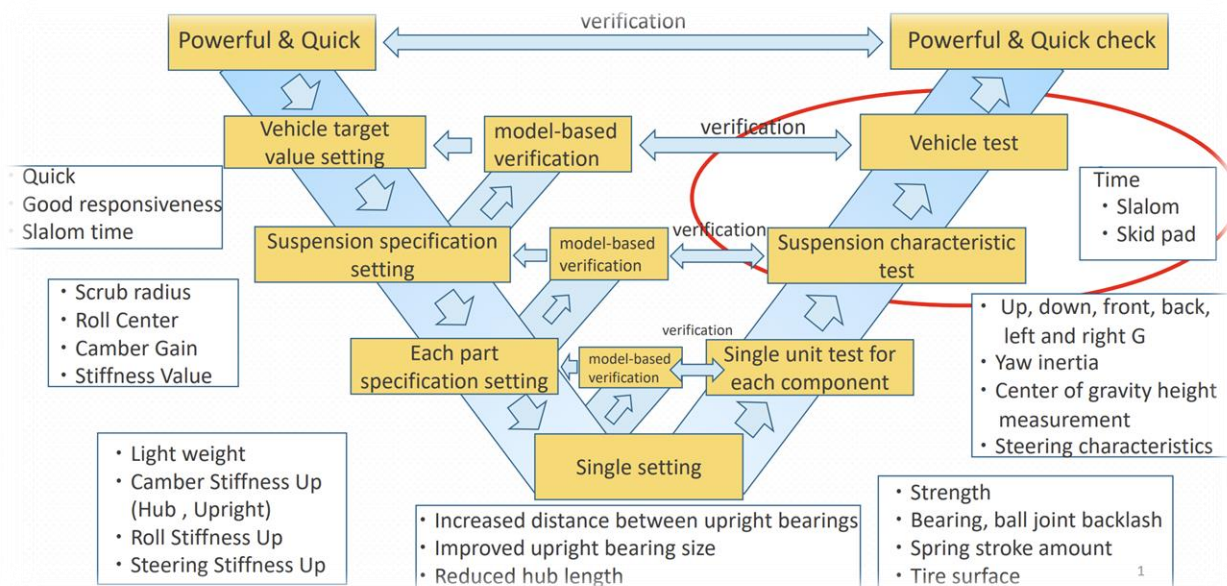 verification
Powerful & Quick
Powerful & Quick check
Vehicle target
value setting
model-based
verification
verification
Vehicle test
・ Quick
・ Good responsiveness
・ Slalom time
Time
・ Slalom
・ Skid pad
Suspension specification
setting
model-based
verification
verification
Suspension characteristic
test
・ Scrub radius
・ Roll Center
・ Camber Gain
・ Stiffness Value
・ Up, down, front, back,
left and right G
・ Yaw inertia
・ Center of gravity height
measurement
・ Steering characteristics
Each part
specification setting
model-based
verification
verification
Single unit test for
each component
・ Light weight
・ Camber Stiffness Up
(Hub , Upright)
・ Roll Stiffness Up
・ Steering Stiffness Up
Single setting
・ Increased distance between upright bearings
・ Improved upright bearing size
・ Reduced hub length
・ Strength
・ Bearing, ball joint backlash
・ Spring stroke amount
・ Tire surface
1